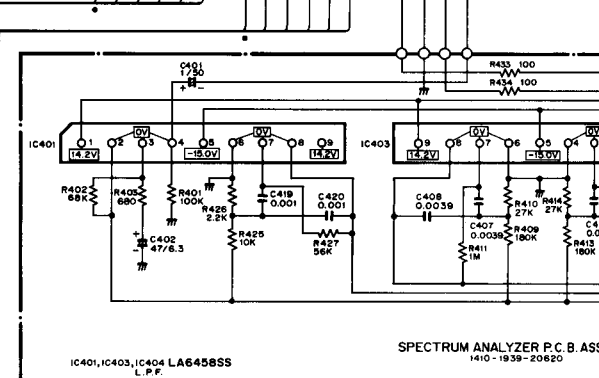 C401
1/50
+ -
R433 100
R434 100
IC401
1 2 3 4 5 6 7 8 9
14.2V
0V
-15.0V
0V
14.2V
IC403
9 8 7 6 5 4
14.2V
0V
-15.0V
0V
R402
68K
R403
680
R401
100K
R426
2.2K
C419
0.001
C420
0.001
C408
0.0039
R410
27K
R414
27K
+
-
C402
47/6.3
R425
10K
R427
56K
C407
0.0039
R409
180K
R411
1M
R413
180K
SPECTRUM ANALYZER P.C.B. ASS
1410-1939-20620
IC401, IC403, IC404 LA6458SS
L.P.F.